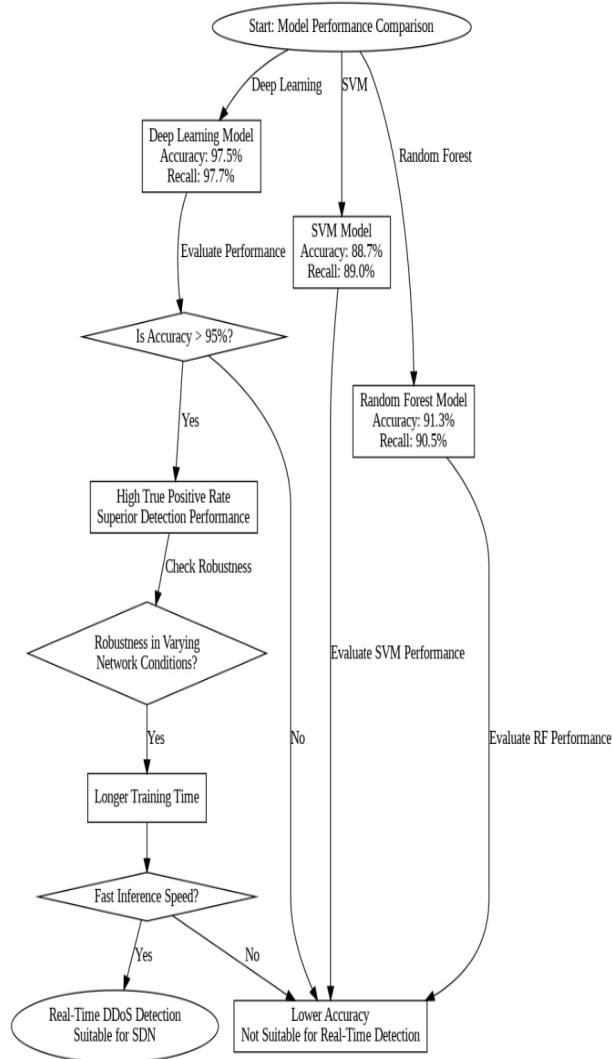 Start: Model Performance Comparison
Deep Learning
SVM
Deep Learning Model
Accuracy: 97.5%
Recall: 97.7%
Random Forest
SVM Model
Accuracy: 88.7%
Recall: 89.0%
Evaluate Performance
Is Accuracy > 95%?
Random Forest Model
Accuracy: 91.3%
Recall: 90.5%
Yes
High True Positive Rate
Superior Detection Performance
Check Robustness
Robustness in Varying
Network Conditions?
Evaluate SVM Performance
Yes
No
Evaluate RF Performance
Longer Training Time
Fast Inference Speed?
Yes
No
Real-Time DDoS Detection
Suitable for SDN
Lower Accuracy
Not Suitable for Real-Time Detection